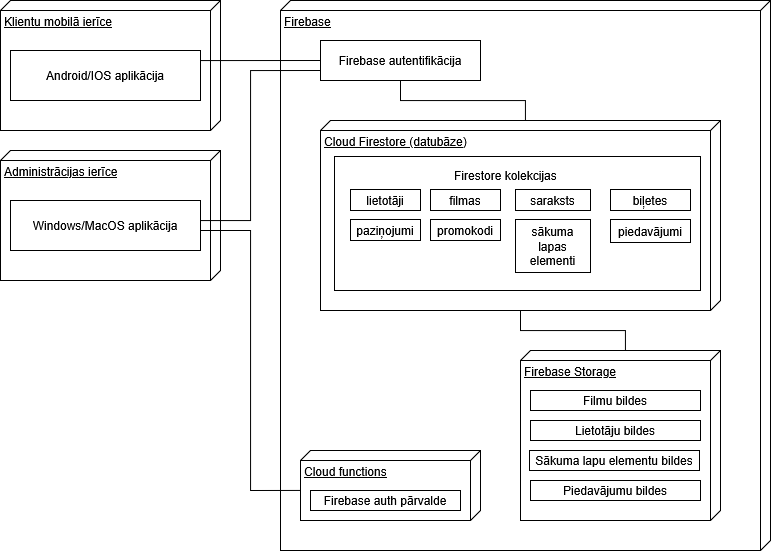 Klientu mobilā ierīce
Android/IOS aplikācija
Administrācijas ierīce
Windows/MacOS aplikācija
Firebase
Firebase autentifikācija
Cloud Firestore (datubāze)
Firestore kolekcijas
lietotāji
filmas
saraksts
biļetes
paziņojumi
promokodi
sākuma
lapas
elementi
piedavājumi
Firebase Storage
Filmu bildes
Lietotāju bildes
Sākuma lapu elementu bildes
Piedavājumu bildes
Cloud functions
Firebase auth pārvalde